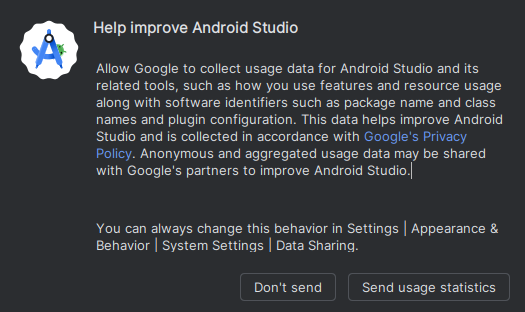 Help improve Android Studio
Allow Google to collect usage data for Android Studio and its
related tools, such as how you use features and resource usage
along with software identifiers such as package name and class
names and plugin configuration. This data helps improve Android
Studio and is collected in accordance with Google's Privacy
Policy. Anonymous and aggregated usage data may be shared
with Google's partners to improve Android Studio.
You can always change this behavior in Settings | Appearance &
Behavior | System Settings | Data Sharing.
Don't send
Send usage statistics